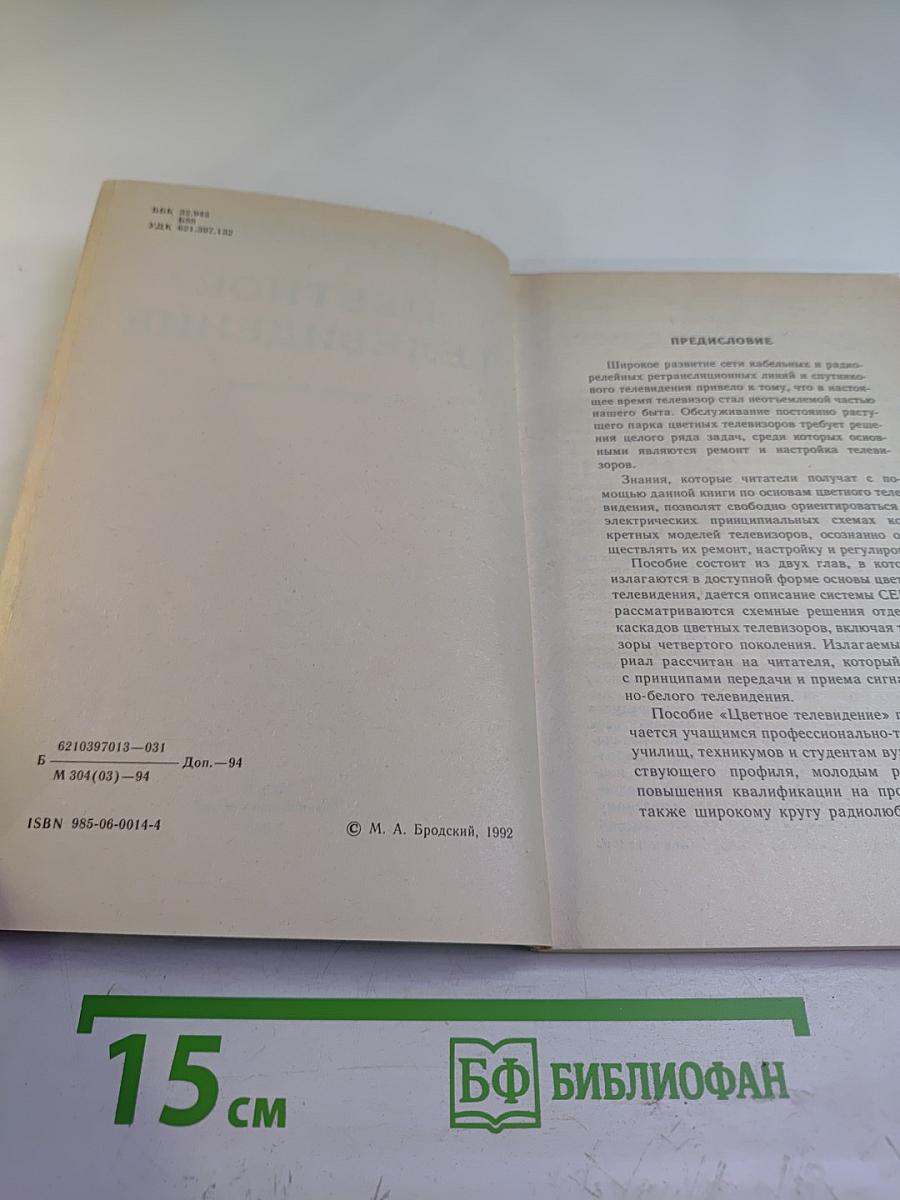 ББК 32.943
Б88
УДК 621.397.132
6210397013—031
Б ——— Доп.—94
М 304(03)—94
ISBN 985-06-0014-4
© М. А. Бродский, 1992
ПРЕДИСЛОВИЕ
Широкое развитие сети кабельных и радио-
релейных ретрансляционных линий и спутнико-
вого телевидения привело к тому, что в настоя-
щее время телевизор стал неотъемлемой частью
нашего быта. Обслуживание постоянно расту-
щего парка цветных телевизоров требует реше-
ния целого ряда задач, среди которых основ-
ными являются ремонт и настройка телеви-
зоров.
Знания, которые читатели получат с по-
мощью данной книги по основам цветного теле
видения, позволят свободно ориентироваться
электрических принципиальных схемах ко
кретных моделей телевизоров, осознанно о
ществлять их ремонт, настройку и регулиров
Пособие состоит из двух глав, в кото
излагаются в доступной форме основы цвет
телевидения, дается описание системы СЕ
рассматриваются схемные решения отде
каскадов цветных телевизоров, включая т
зоры четвертого поколения. Излагаемы
риал рассчитан на читателя, который
с принципами передачи и приема сигна
но-белого телевидения.
Пособие «Цветное телевидение» п
чается учащимся профессионально-т
училищ, техникумов и студентам ву
ствующего профиля, молодым р
повышения квалификации на про
также широкому кругу радиолюб
15 см
БФ БИБЛИОФАН